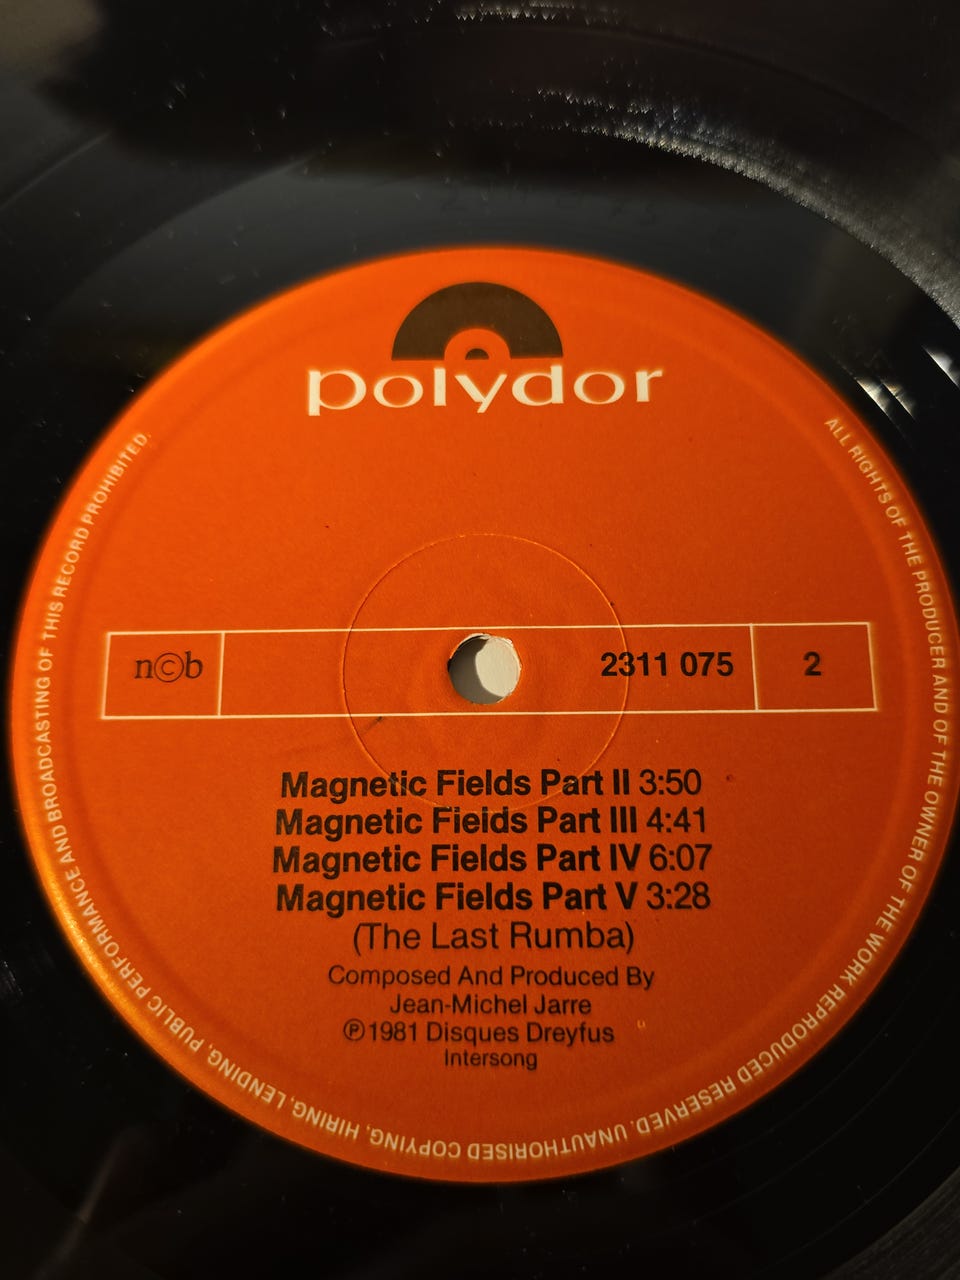 polydor
n©b
2311 075
2
Magnetic Fields Part II 3:50
Magnetic Fields Part III 4:41
Magnetic Fields Part IV 6:07
Magnetic Fields Part V 3:28
(The Last Rumba)
Composed And Produced By
Jean-Michel Jarre
℗1981 Disques Dreyfus
Intersong
ALL RIGHTS OF THE PRODUCER AND OF THE OWNER OF THE WORK REPRODUCED RESERVED. UNAUTHORISED COPYING, HIRING, LENDING, PUBLIC PERFORMANCE AND BROADCASTING OF THIS RECORD PROHIBITED.